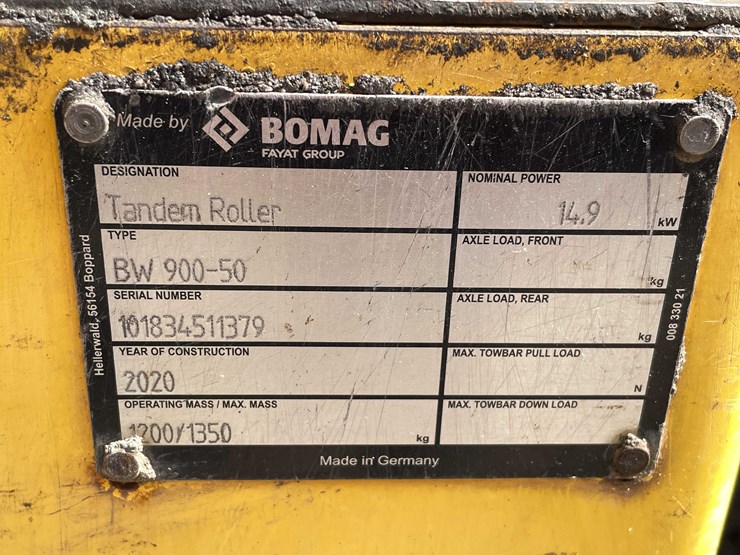 Made by BOMAG
FAYAT GROUP
DESIGNATION
Tandem Roller
NOMINAL POWER
14.9 kW
TYPE
BW 900-50
AXLE LOAD, FRONT
kg
SERIAL NUMBER
101834511379
AXLE LOAD, REAR
kg
YEAR OF CONSTRUCTION
2020
MAX. TOWBAR PULL LOAD
N
OPERATING MASS / MAX. MASS
1200/1350 kg
MAX. TOWBAR DOWN LOAD
Made in Germany
Hellerwald, 56154 Boppard
008 330 21